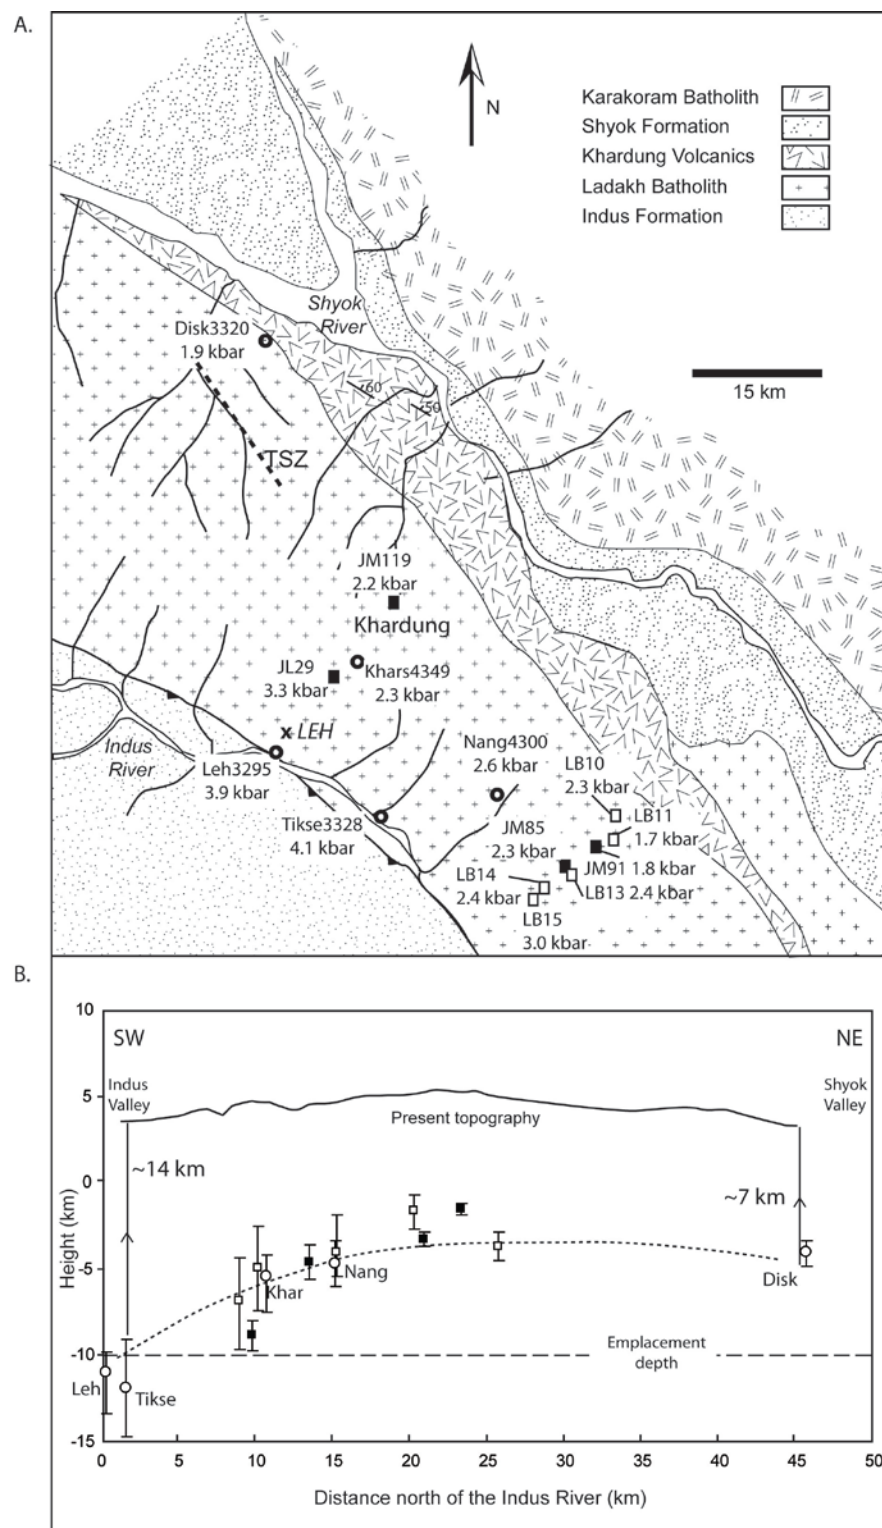 A.
N
Karakoram Batholith
Shyok Formation
Khardung Volcanics
Ladakh Batholith
Indus Formation
Shyok
River
Disk3320
1.9 kbar
60
50
15 km
TSZ
JM119
2.2 kbar
Khardung
JL29
3.3 kbar
Khars4349
2.3 kbar
x LEH
Indus
River
Leh3295
3.9 kbar
Nang4300
2.6 kbar
LB10
2.3 kbar
Tikse3328
4.1 kbar
JM85
2.3 kbar
LB11
1.7 kbar
JM91 1.8 kbar
LB14
2.4 kbar
LB13 2.4 kbar
LB15
3.0 kbar
B.
10
SW
NE
Indus
Valley
Shyok
Valley
5
Present topography
~14 km
~7 km
0
Height (km)
-5
Khar
Nang
Disk
-10
Emplacement
depth
Leh
Tikse
-15
0 5 10 15 20 25 30 35 40 45 50
Distance north of the Indus River (km)